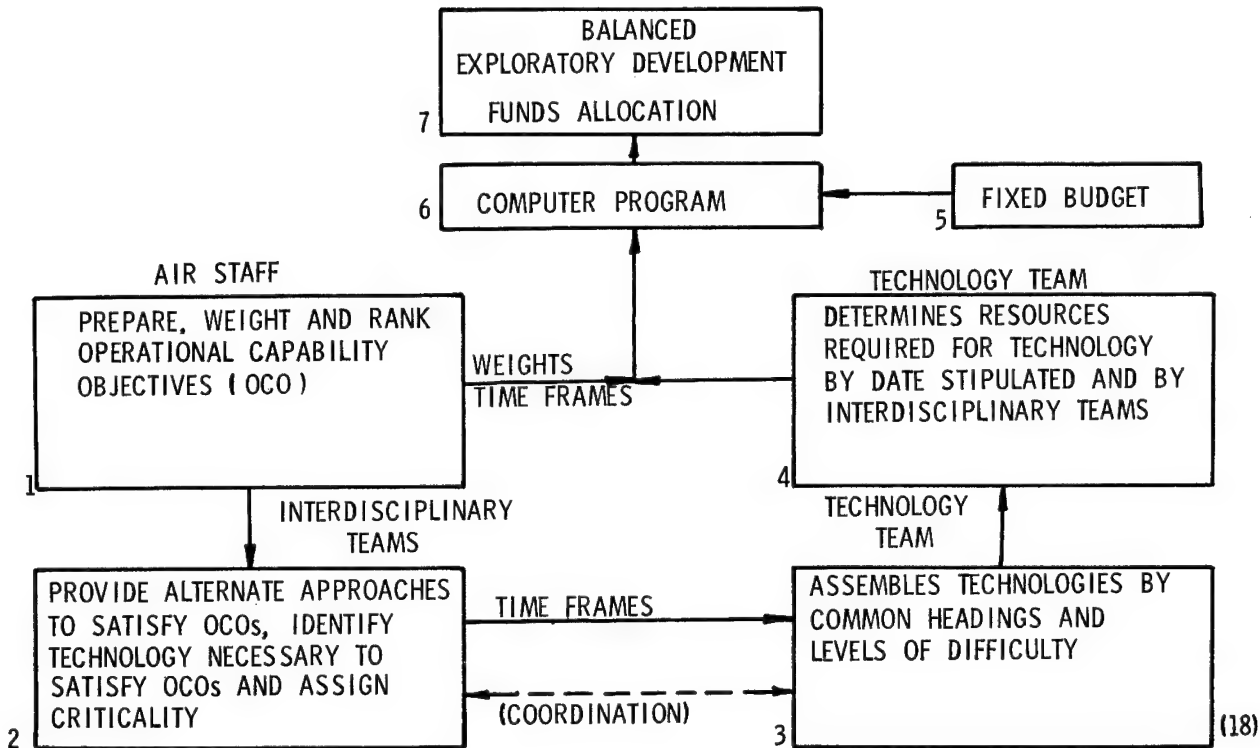 BALANCED
EXPLORATORY DEVELOPMENT
FUNDS ALLOCATION
7
COMPUTER PROGRAM
6
FIXED BUDGET
5
AIR STAFF
PREPARE, WEIGHT AND RANK
OPERATIONAL CAPABILITY
OBJECTIVES (OCO)
1
WEIGHTS
TIME FRAMES
TECHNOLOGY TEAM
DETERMINES RESOURCES
REQUIRED FOR TECHNOLOGY
BY DATE STIPULATED AND BY
INTERDISCIPLINARY TEAMS
4
INTERDISCIPLINARY
TEAMS
TECHNOLOGY
TEAM
PROVIDE ALTERNATE APPROACHES
TO SATISFY OCOs, IDENTIFY
TECHNOLOGY NECESSARY TO
SATISFY OCOs AND ASSIGN
CRITICALITY
2
TIME FRAMES
(COORDINATION)
ASSEMBLES TECHNOLOGIES BY
COMMON HEADINGS AND
LEVELS OF DIFFICULTY
3
(18)